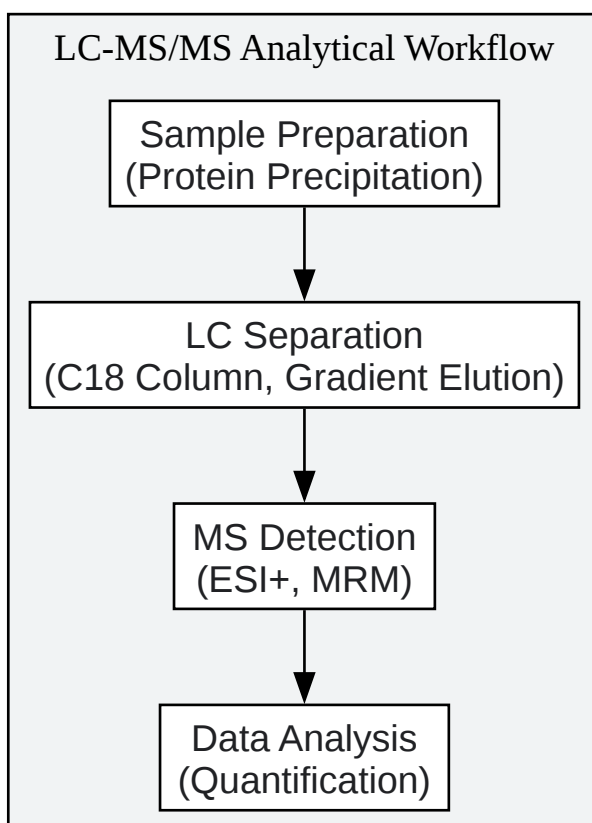 LC-MS/MS Analytical Workflow
Sample Preparation
(Protein Precipitation)
LC Separation
(C18 Column, Gradient Elution)
MS Detection
(ESI+, MRM)
Data Analysis
(Quantification)